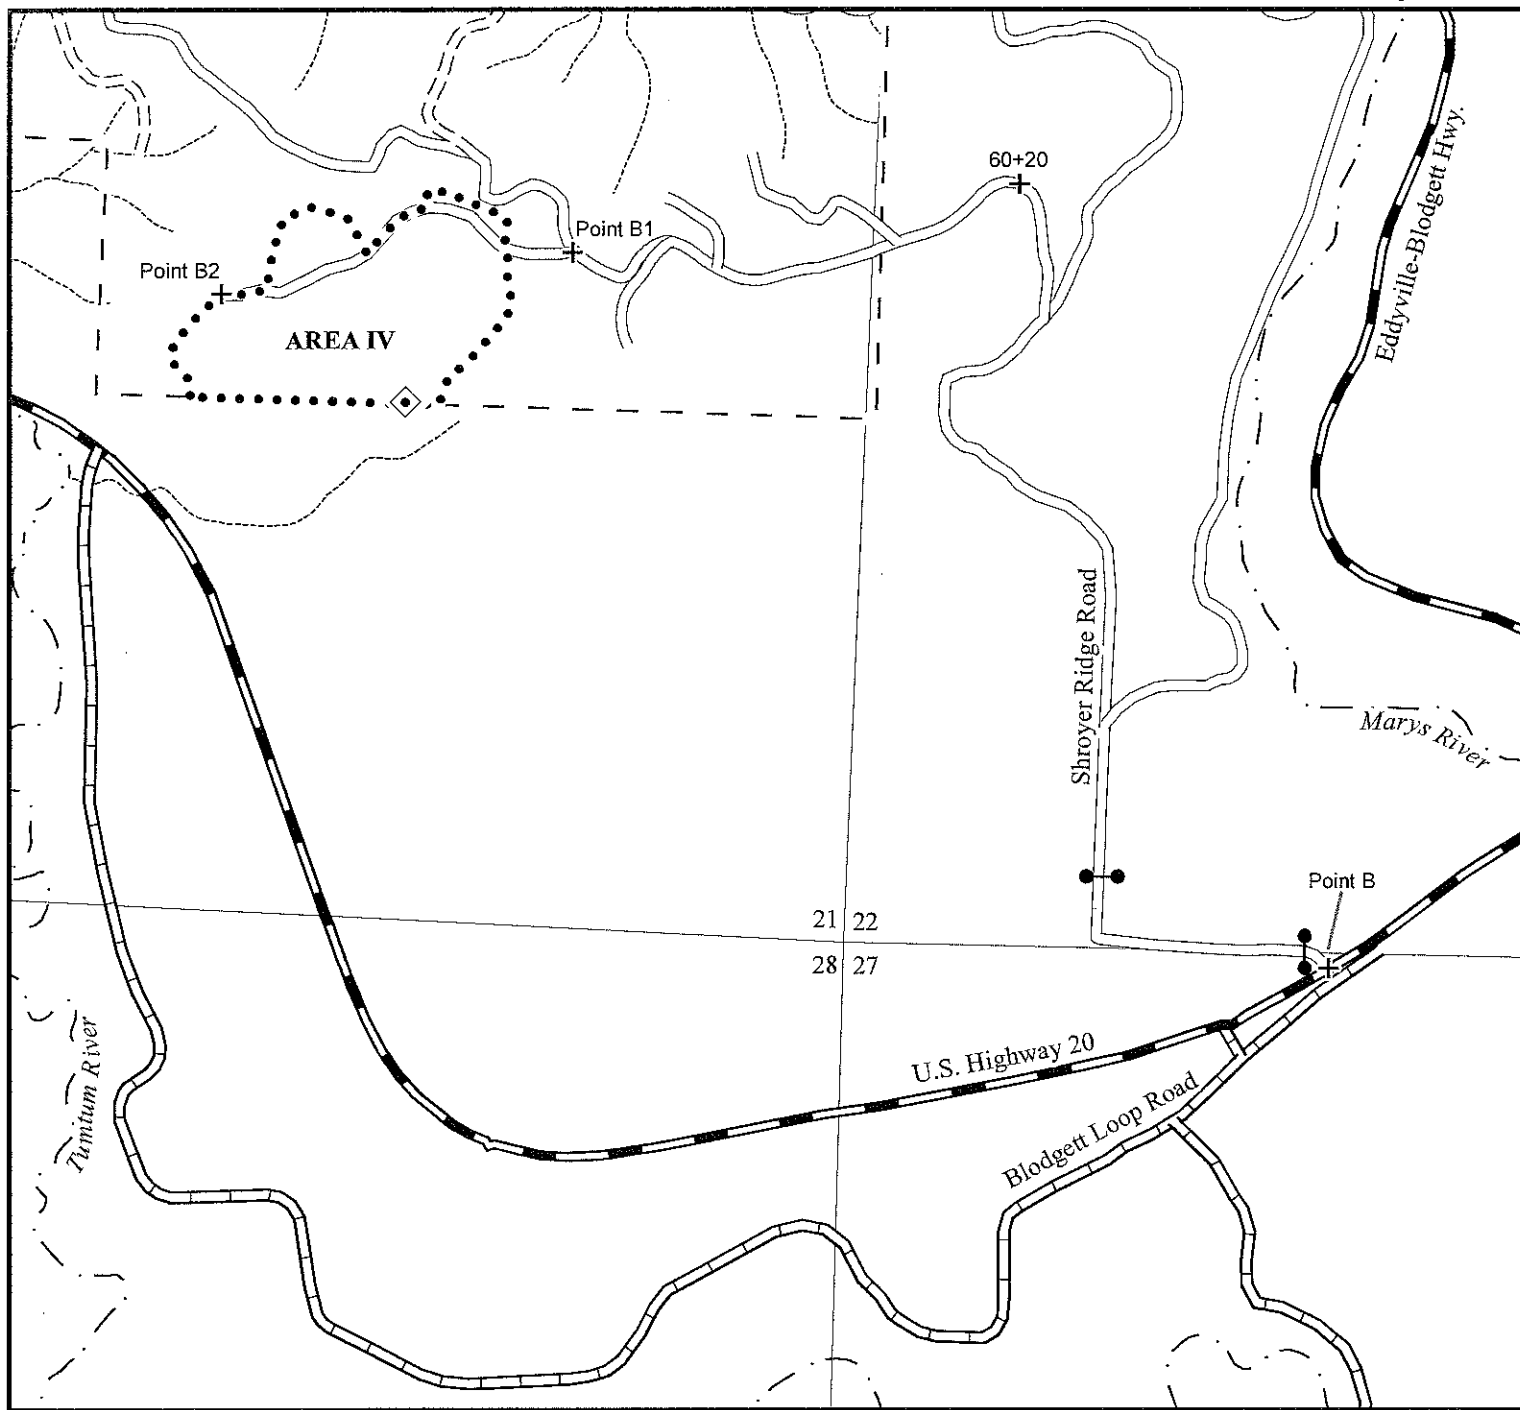 60+20
Point B1
Point B2
AREA IV
Eddyville-Blodgett Hwy.
Shroyer Ridge Road
Marys River
Point B
21 22
28 27
U.S. Highway 20
Blodgett Loop Road
Tumtum River